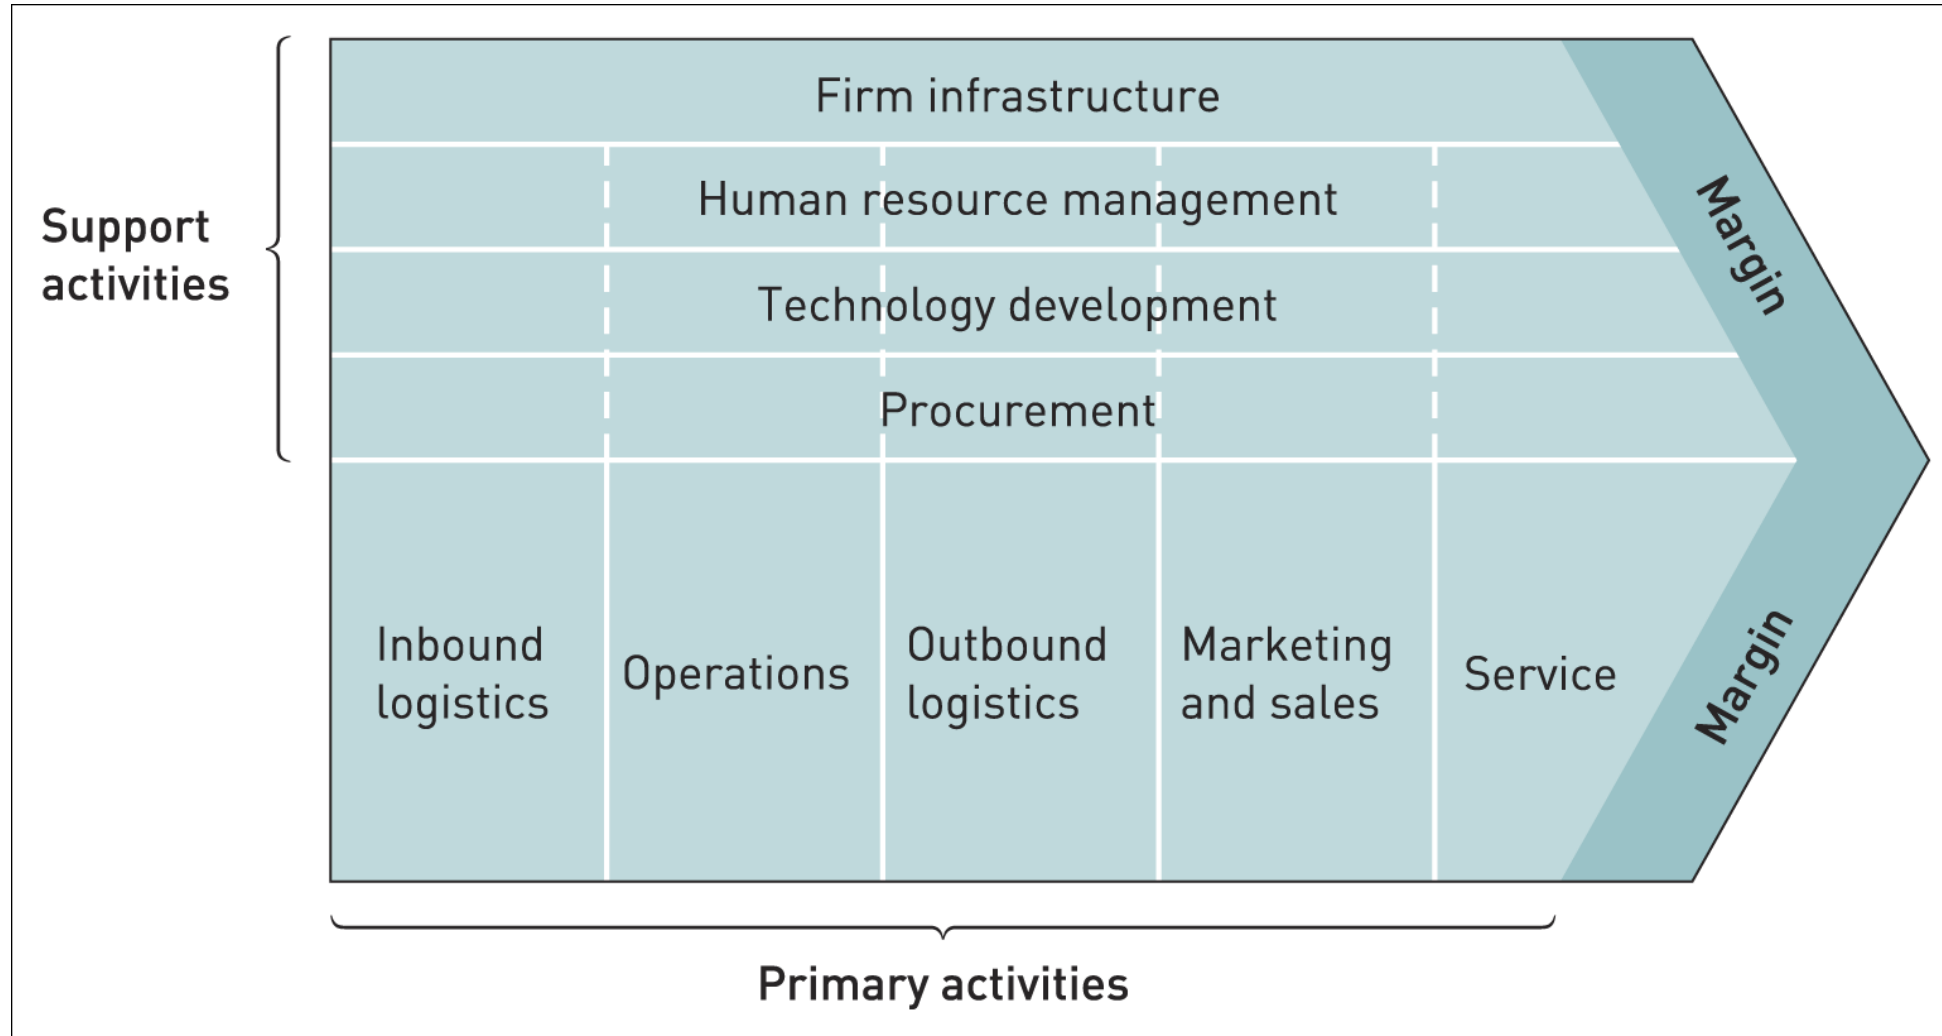 Support
activities
Firm infrastructure
Human resource management
Technology development
Procurement
Margin
Inbound
logistics
Operations
Outbound
logistics
Marketing
and sales
Service
Margin
Primary activities